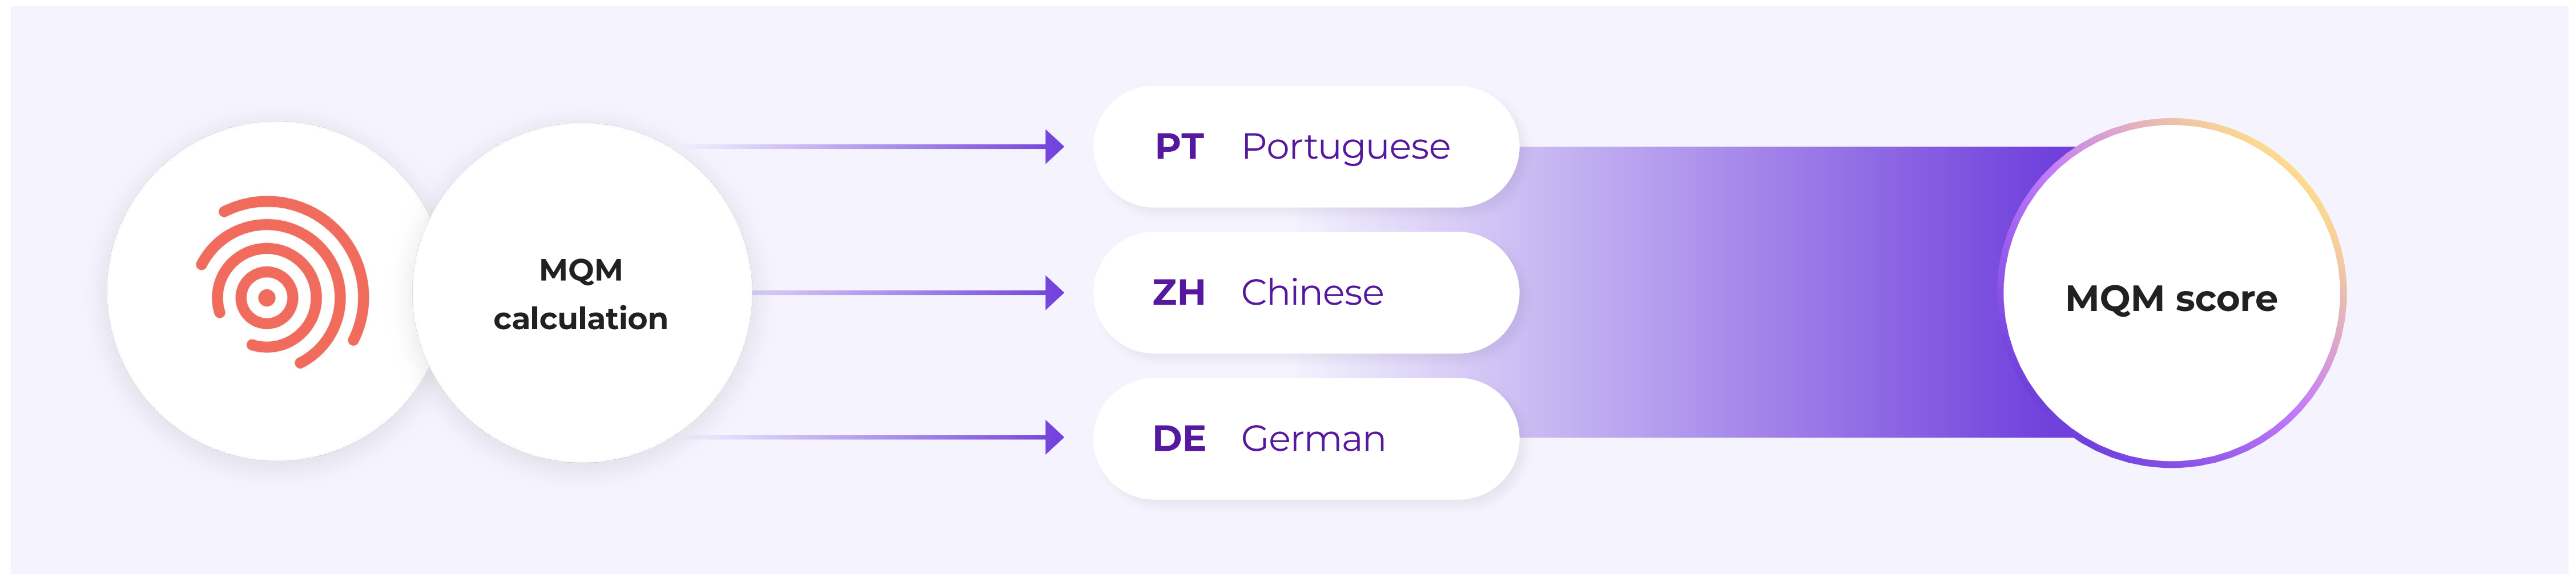 MQM
calculation
PT Portuguese
ZH Chinese
DE German
MQM score